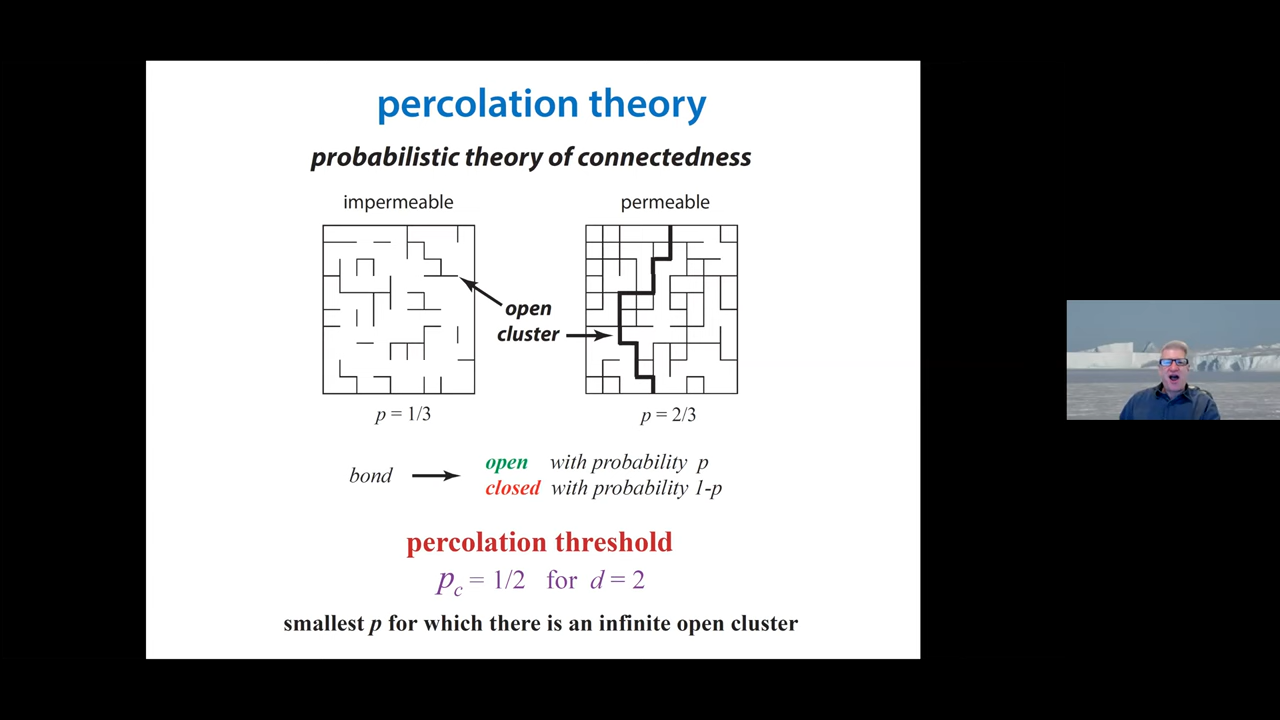 percolation theory
probabilistic theory of connectedness
impermeable
permeable
open
cluster
p = 1/3
p = 2/3
bond
open with probability p
closed with probability 1-p
percolation threshold
pc = 1/2 for d = 2
smallest p for which there is an infinite open cluster